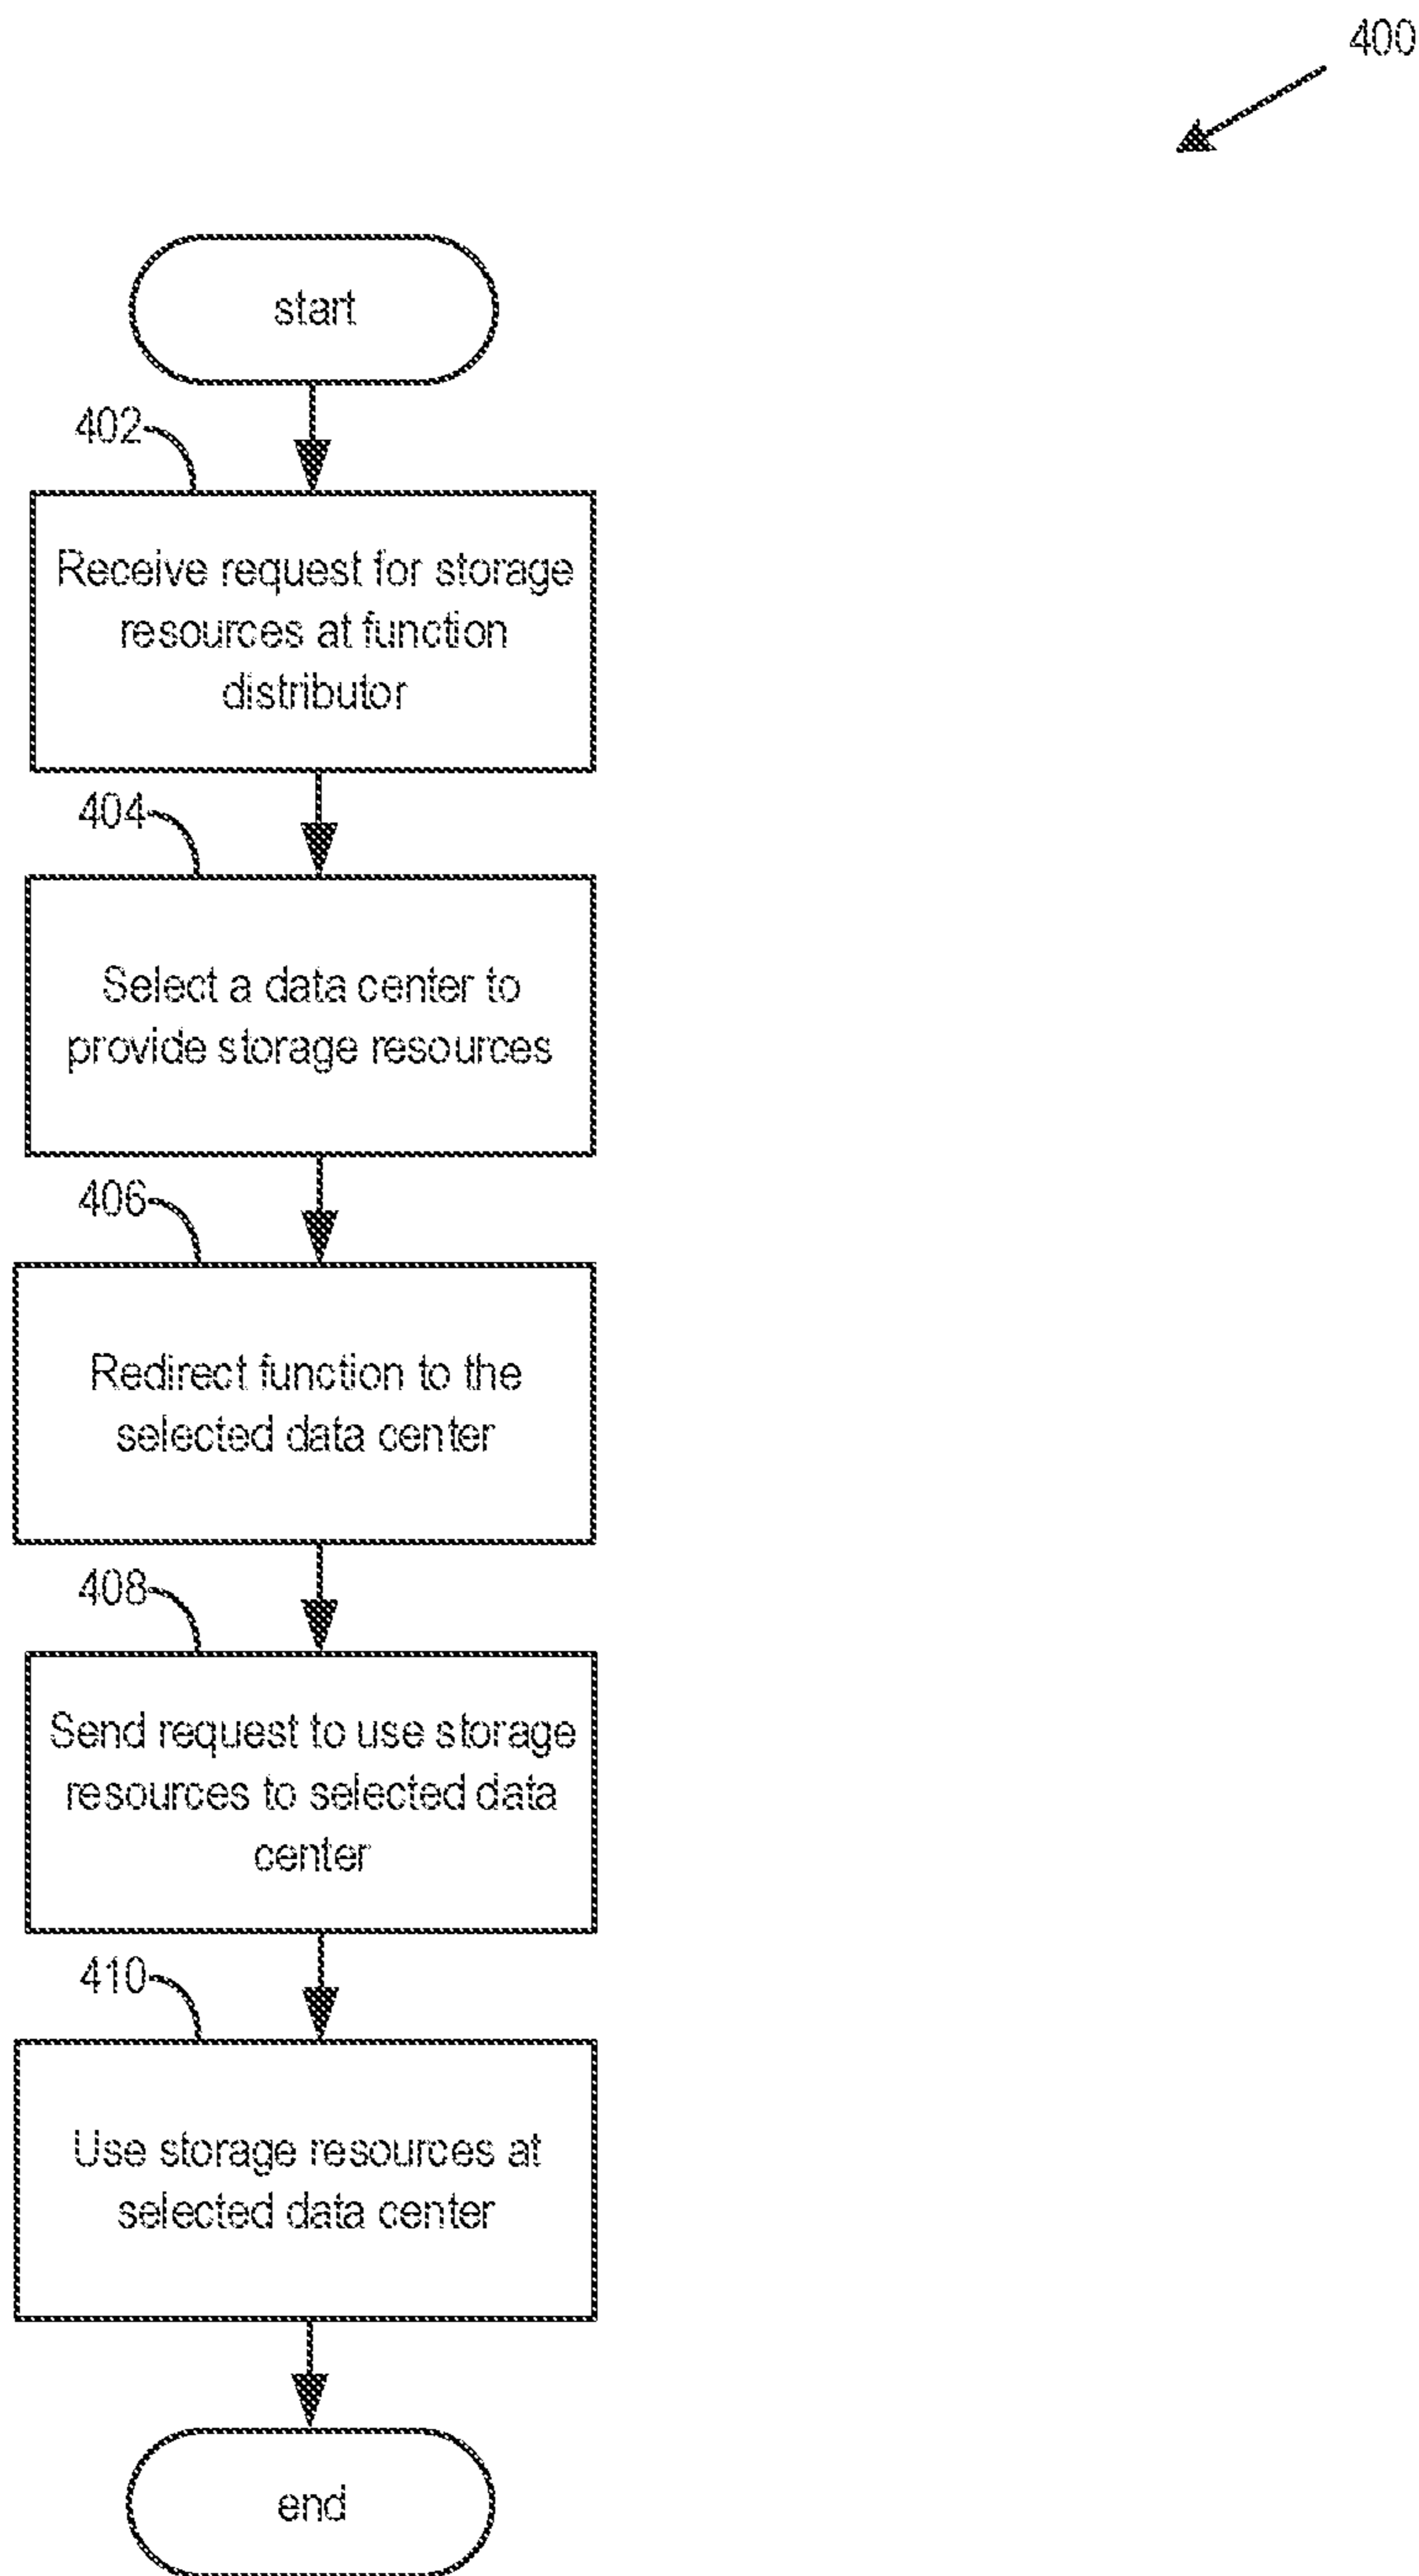 400
start
402
Receive request for storage
resources at function
distributor
404
Select a data center to
provide storage resources
406
Redirect function to the
selected data center
408
Send request to use storage
resources to selected data
center
410
Use storage resources at
selected data center
end